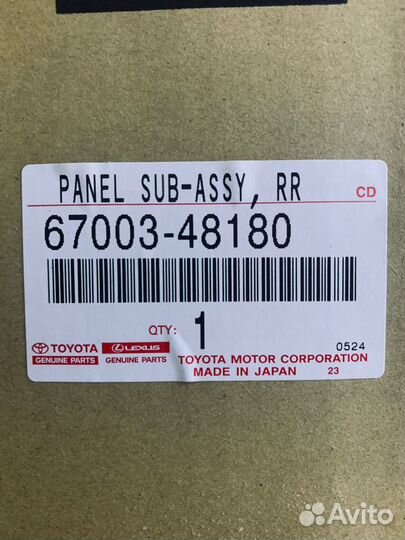 PANEL SUB-ASSY, RR
CD
67003-48180
QTY: 1
0524
TOYOTA
GENUINE PARTS
LEXUS
GENUINE PARTS
TOYOTA MOTOR CORPORATION
MADE IN JAPAN 23
Avito